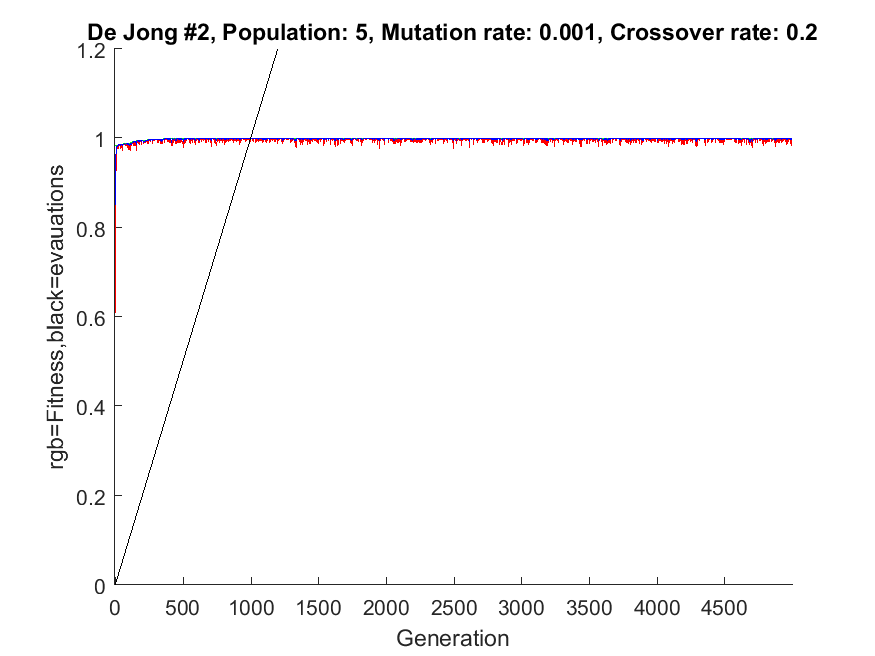 De Jong #2, Population: 5, Mutation rate: 0.001, Crossover rate: 0.2
rgb=Fitness,black=evauations
1.2
1
0.8
0.6
0.4
0.2
0
0 500 1000 1500 2000 2500 3000 3500 4000 4500
Generation